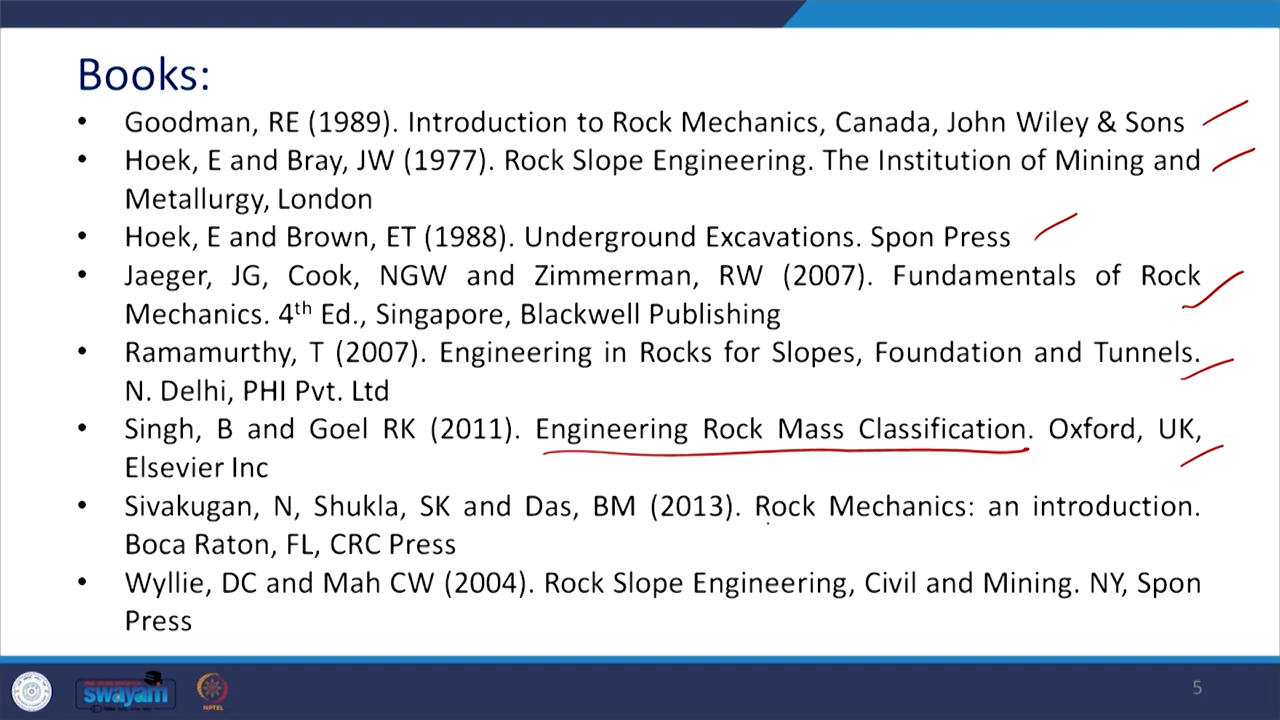 Books:
• Goodman, RE (1989). Introduction to Rock Mechanics, Canada, John Wiley & Sons
• Hoek, E and Bray, JW (1977). Rock Slope Engineering. The Institution of Mining and
Metallurgy, London
• Hoek, E and Brown, ET (1988). Underground Excavations. Spon Press
• Jaeger, JG, Cook, NGW and Zimmerman, RW (2007). Fundamentals of Rock
Mechanics. 4th Ed., Singapore, Blackwell Publishing
• Ramamurthy, T (2007). Engineering in Rocks for Slopes, Foundation and Tunnels.
N. Delhi, PHI Pvt. Ltd
• Singh, B and Goel RK (2011). Engineering Rock Mass Classification. Oxford, UK,
Elsevier Inc
• Sivakugan, N, Shukla, SK and Das, BM (2013). Rock Mechanics: an introduction.
Boca Raton, FL, CRC Press
• Wyllie, DC and Mah CW (2004). Rock Slope Engineering, Civil and Mining. NY, Spon
Press
swayam
NPTEL
5